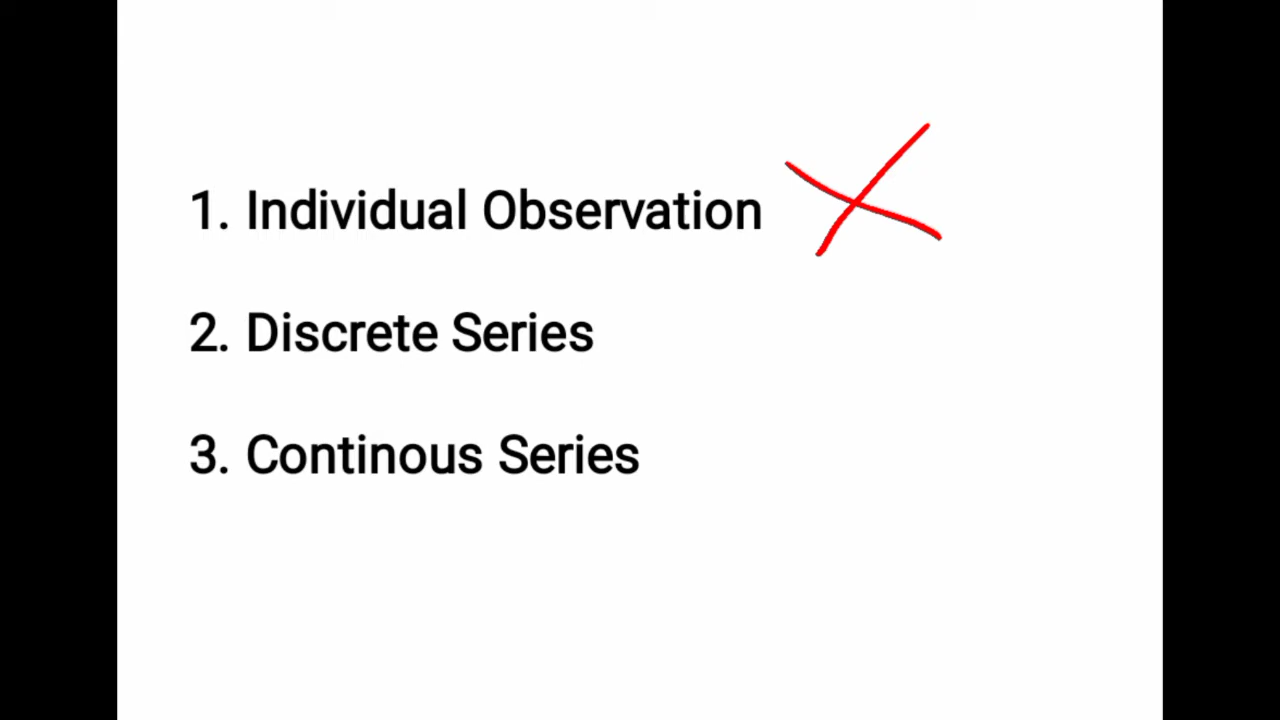 1. Individual Observation
2. Discrete Series
3. Continous Series